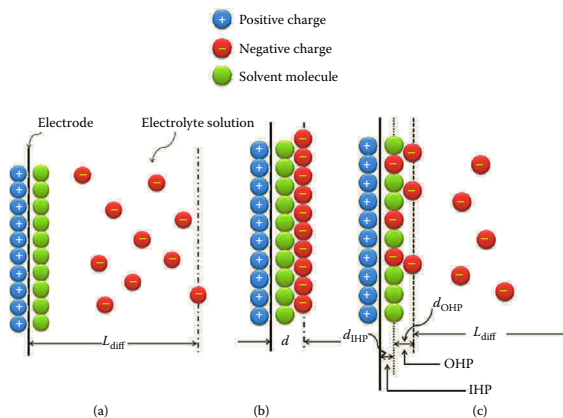 Positive charge
Negative charge
Solvent molecule
Electrode
Electrolyte solution
L_diff
d
d_IHP
d_OHP
L_diff
OHP
IHP
(a)
(b)
(c)